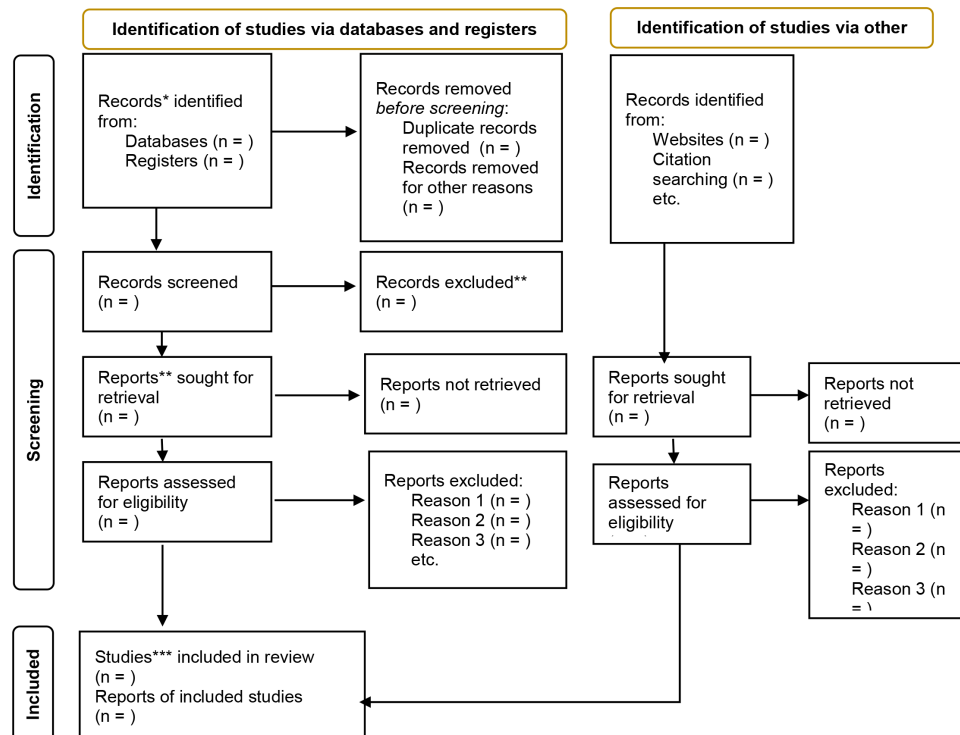 Identification of studies via databases and registers
Identification of studies via other
Identification
Records* identified
from:
Databases (n = )
Registers (n = )
Records removed
before screening:
Duplicate records
removed  (n = )
Records removed
for other reasons
(n = )
Records identified
from:
Websites (n = )
Citation
searching (n = )
etc.
Screening
Records screened
(n = )
Records excluded**
(n = )
Reports** sought for
retrieval
(n = )
Reports not retrieved
(n = )
Reports sought
for retrieval
(n = )
Reports not
retrieved
(n = )
Reports assessed
for eligibility
(n = )
Reports excluded:
Reason 1 (n = )
Reason 2 (n = )
Reason 3 (n = )
etc.
Reports
assessed for
eligibility
Reports
excluded:
Reason 1 (n
= )
Reason 2 (n
= )
Reason 3 (n
= )
Included
Studies*** included in review
(n = )
Reports of included studies
(n = )